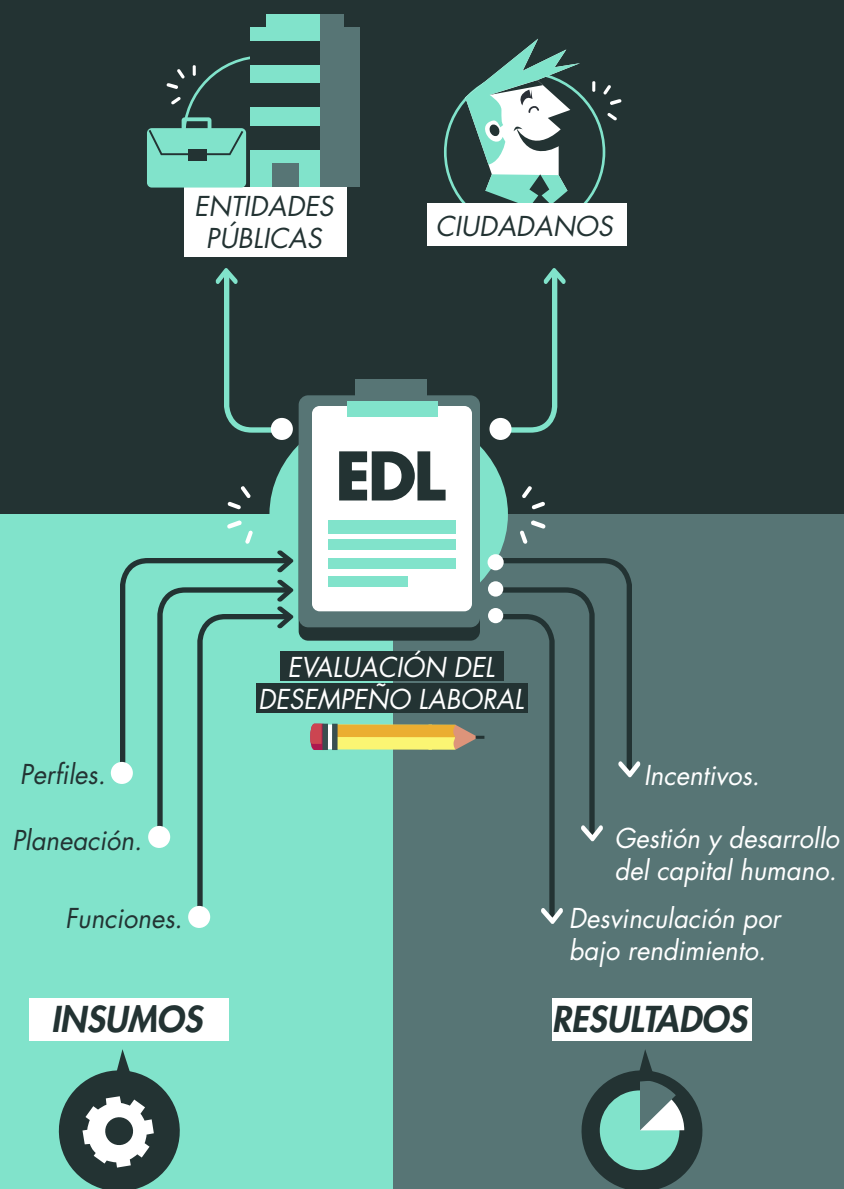 ENTIDADES
PÚBLICAS
CIUDADANOS
EDL
EVALUACIÓN DEL
DESEMPEÑO LABORAL
Perfiles.
Planeación.
Funciones.
INSUMOS
Incentivos.
Gestión y desarrollo
del capital humano.
Desvinculación por
bajo rendimiento.
RESULTADOS